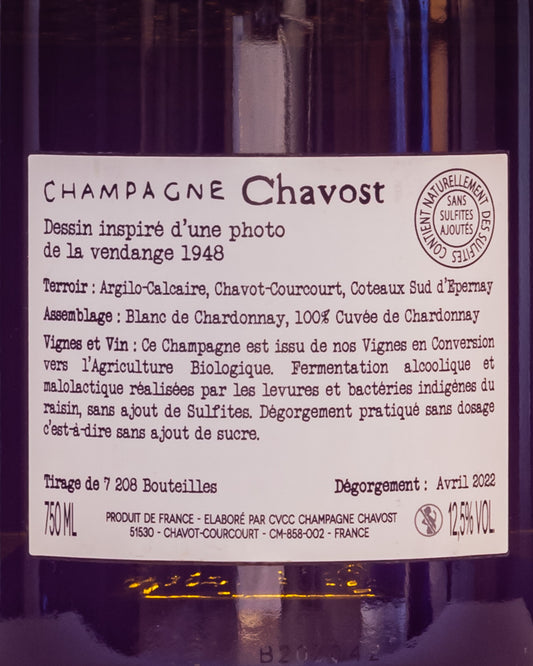 CHAMPAGNE Chavost
CONTIENT NATURELLEMENT DES SULFITES
SANS
SULFITES
AJOUTÉS
Dessin inspiré d'une photo
de la vendange 1948
Terroir : Argilo-Calcaire, Chavot-Courcourt, Coteaux Sud d'Epernay
Assemblage : Blanc de Chardonnay, 100% Cuvée de Chardonnay
Vignes et Vin : Ce Champagne est issu de nos Vignes en Conversion
vers l'Agriculture Biologique. Fermentation alcoolique et
malolactique réalisées par les levures et bactéries indigènes du
raisin, sans ajout de Sulfites. Dégorgement pratiqué sans dosage
c'est-à-dire sans ajout de sucre.
Tirage de 7 208 Bouteilles
Dégorgement : Avril 2022
750 ML
PRODUIT DE FRANCE - ELABORÉ PAR CVCC CHAMPAGNE CHAVOST
51530 - CHAVOT-COURCOURT - CM-858-002 - FRANCE
12,5% VOL